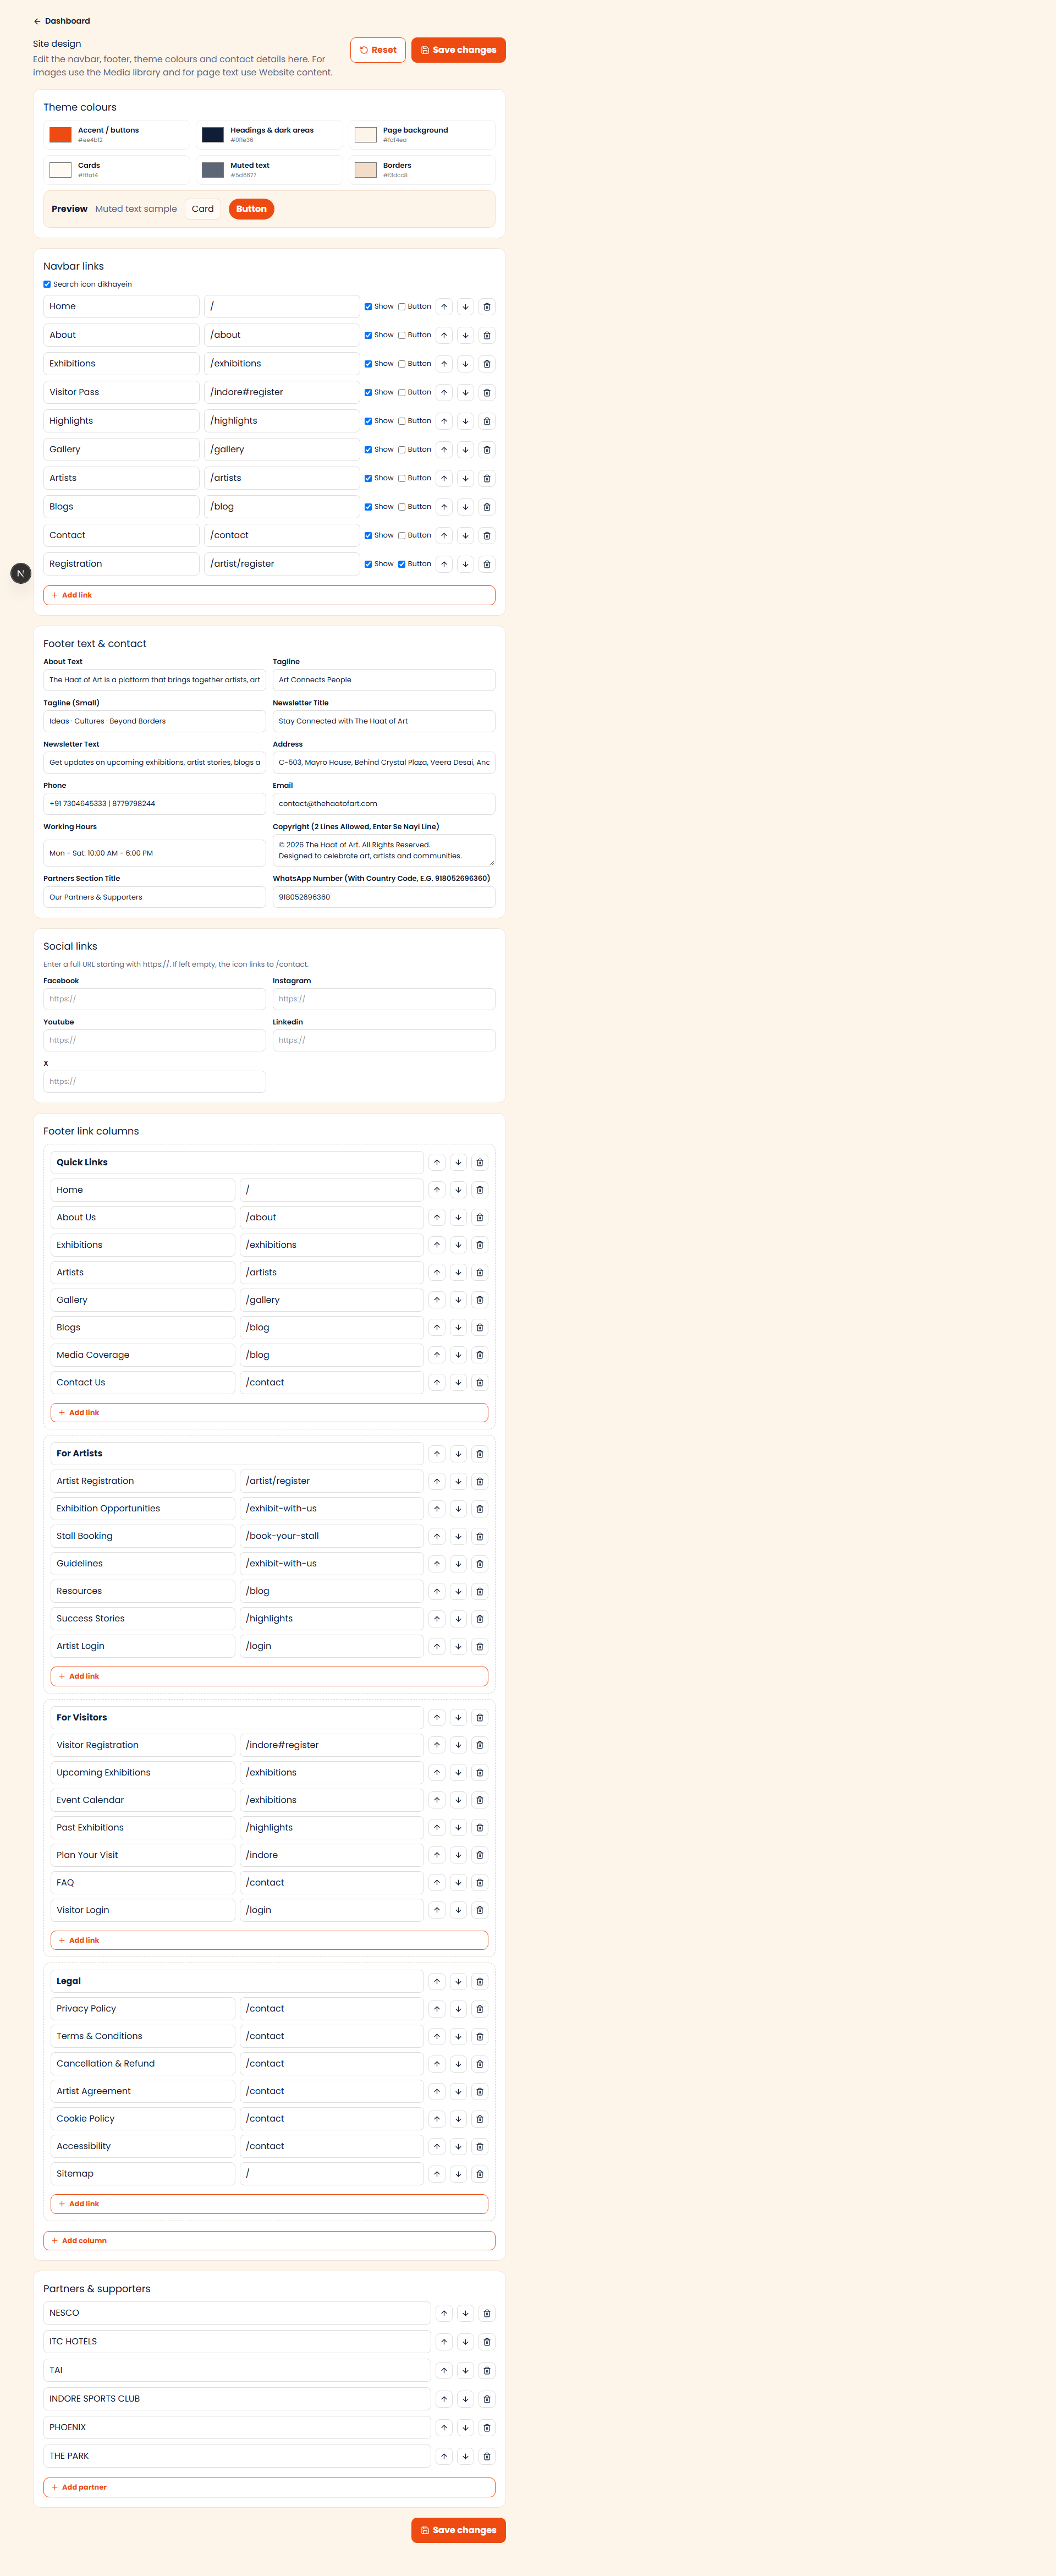 Dashboard
Site design
Edit the navbar, footer, theme colours and contact details here. For
images use the Media library and for page text use Website content.
Reset
Save changes
Theme colours
Accent / buttons
#ee4b12
Headings & dark areas
#0f1e36
Page background
#fdf4ea
Cards
#fffaf4
Muted text
#5d6677
Borders
#f3dcc8
Preview Muted text sample Card Button
Navbar links
Search icon dikhayein
Home / Show Button
About /about Show Button
Exhibitions /exhibitions Show Button
Visitor Pass /indore#register Show Button
Highlights /highlights Show Button
Gallery /gallery Show Button
Artists /artists Show Button
Blogs /blog Show Button
Contact /contact Show Button
Registration /artist/register Show Button
N
Add link
Footer text & contact
About Text
The Haat of Art is a platform that brings together artists, art
Tagline
Art Connects People
Tagline (Small)
Ideas · Cultures · Beyond Borders
Newsletter Title
Stay Connected with The Haat of Art
Newsletter Text
Get updates on upcoming exhibitions, artist stories, blogs a
Address
C-503, Mayro House, Behind Crystal Plaza, Veera Desai, Anc
Phone
+91 7304645333 | 8779798244
Email
contact@thehaatofart.com
Working Hours
Mon - Sat: 10:00 AM - 6:00 PM
Copyright (2 Lines Allowed, Enter Se Nayi Line)
© 2026 The Haat of Art. All Rights Reserved.
Designed to celebrate art, artists and communities.
Partners Section Title
Our Partners & Supporters
WhatsApp Number (With Country Code, E.G. 918052696360)
918052696360
Social links
Enter a full URL starting with https://. If left empty, the icon links to /contact.
Facebook
https://
Instagram
https://
Youtube
https://
Linkedin
https://
X
https://
Footer link columns
Quick Links
Home /
About Us /about
Exhibitions /exhibitions
Artists /artists
Gallery /gallery
Blogs /blog
Media Coverage /blog
Contact Us /contact
Add link
For Artists
Artist Registration /artist/register
Exhibition Opportunities /exhibit-with-us
Stall Booking /book-your-stall
Guidelines /exhibit-with-us
Resources /blog
Success Stories /highlights
Artist Login /login
Add link
For Visitors
Visitor Registration /indore#register
Upcoming Exhibitions /exhibitions
Event Calendar /exhibitions
Past Exhibitions /highlights
Plan Your Visit /indore
FAQ /contact
Visitor Login /login
Add link
Legal
Privacy Policy /contact
Terms & Conditions /contact
Cancellation & Refund /contact
Artist Agreement /contact
Cookie Policy /contact
Accessibility /contact
Sitemap /
Add link
Add column
Partners & supporters
NESCO
ITC HOTELS
TAI
INDORE SPORTS CLUB
PHOENIX
THE PARK
Add partner
Save changes